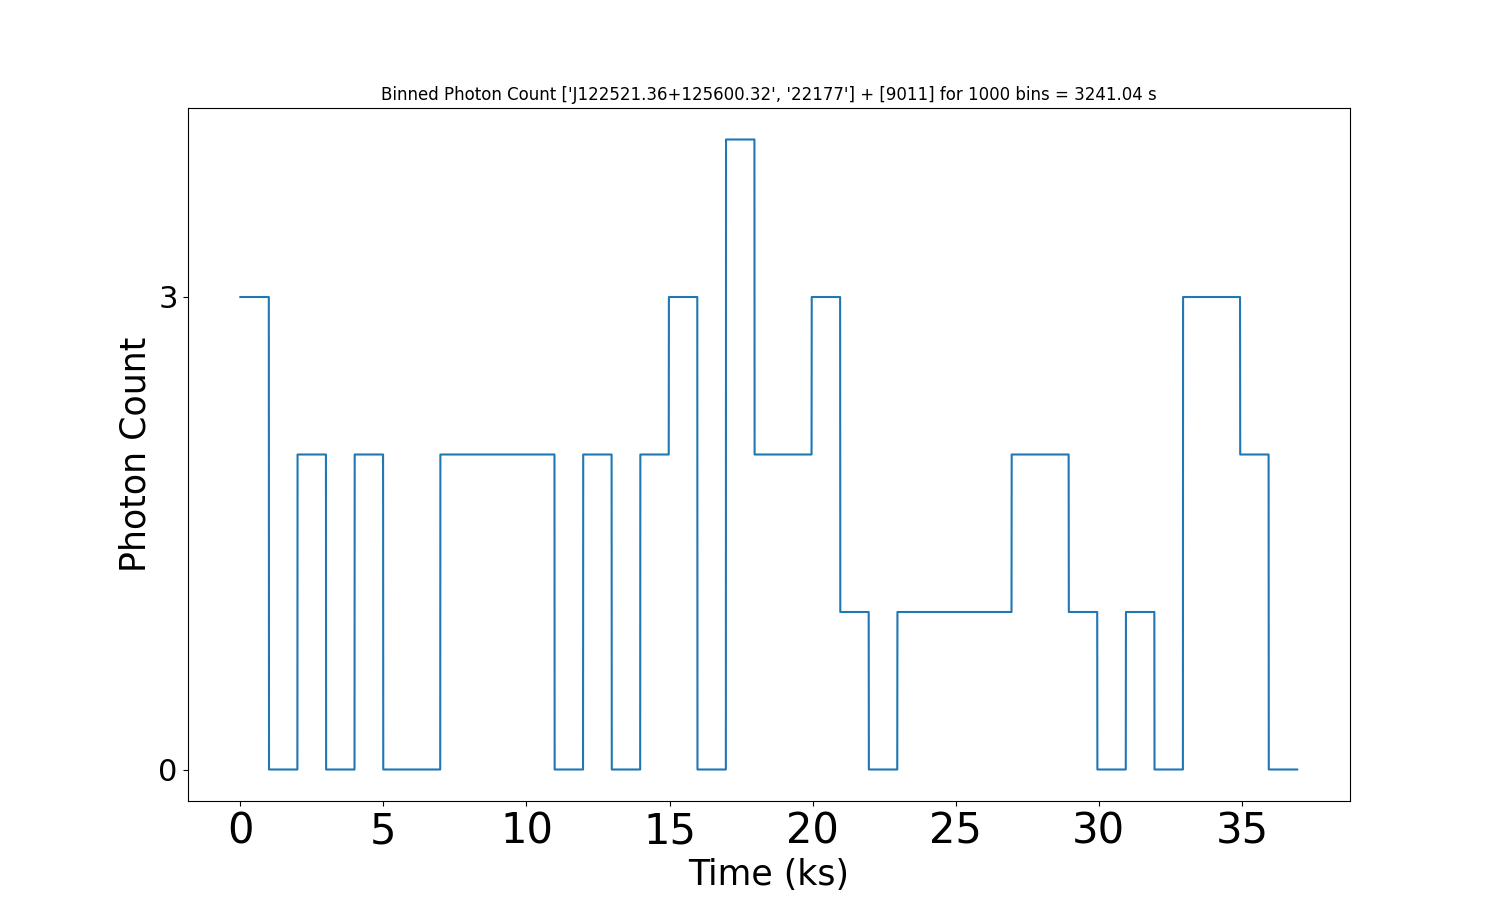 Binned Photon Count ['J122521.36+125600.32', '22177'] + [9011] for 1000 bins = 3241.04 s
Photon Count
3
0
0 5 10 15 20 25 30 35
Time (ks)